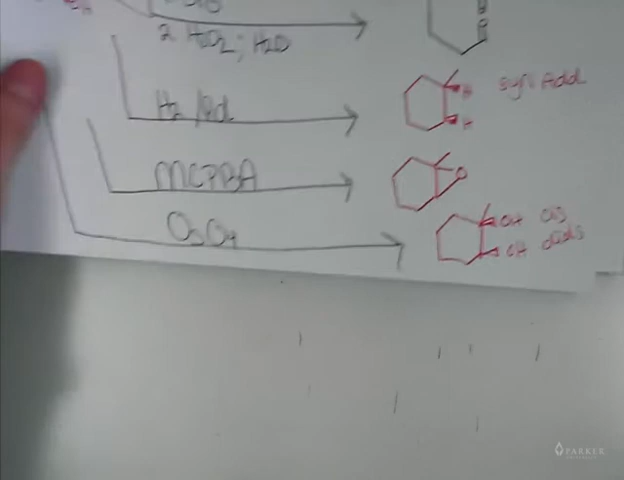 2 H2O2; H2O
H2/Pd
H
H
syn Add
MCPBA
O
OsO4
OH cis
OH diols
PARKER